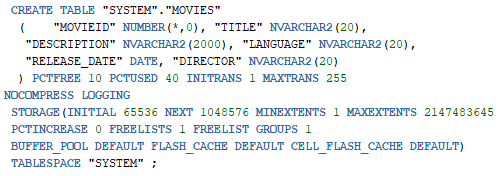 CREATE TABLE "SYSTEM"."MOVIES"
( "MOVIEID" NUMBER(*,0), "TITLE" NVARCHAR2(20),
"DESCRIPTION" NVARCHAR2(2000), "LANGUAGE" NVARCHAR2(20),
"RELEASE_DATE" DATE, "DIRECTOR" NVARCHAR2(20)
) PCTFREE 10 PCTUSED 40 INITRANS 1 MAXTRANS 255
NOCOMPRESS LOGGING
STORAGE(INITIAL 65536 NEXT 1048576 MINEXTENTS 1 MAXEXTENTS 2147483645
PCTINCREASE 0 FREELISTS 1 FREELIST GROUPS 1
BUFFER_POOL DEFAULT FLASH_CACHE DEFAULT CELL_FLASH_CACHE DEFAULT)
TABLESPACE "SYSTEM" ;